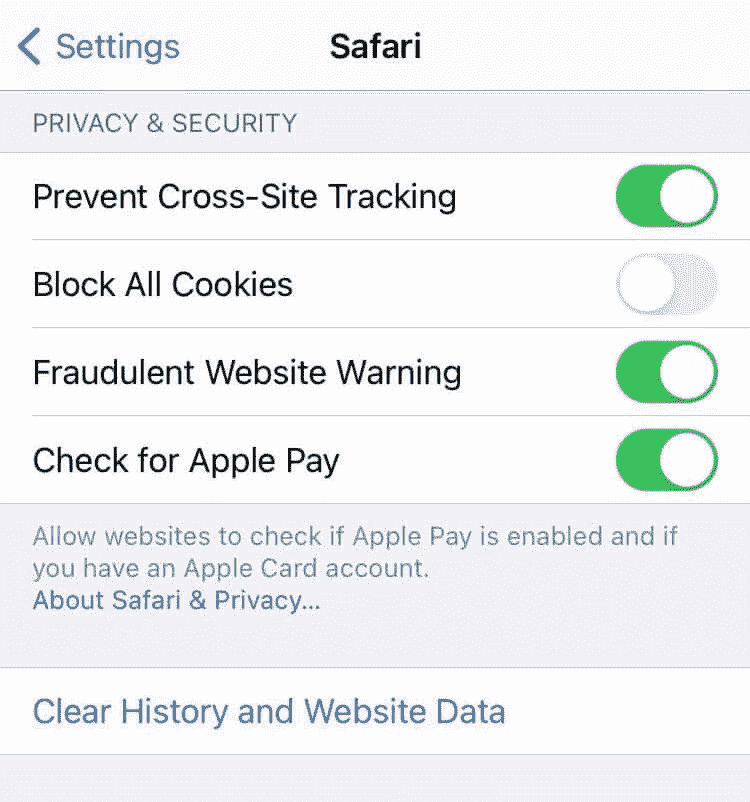 Settings
Safari
PRIVACY & SECURITY
Prevent Cross-Site Tracking
Block All Cookies
Fraudulent Website Warning
Check for Apple Pay
Allow websites to check if Apple Pay is enabled and if
you have an Apple Card account.
About Safari & Privacy...
Clear History and Website Data